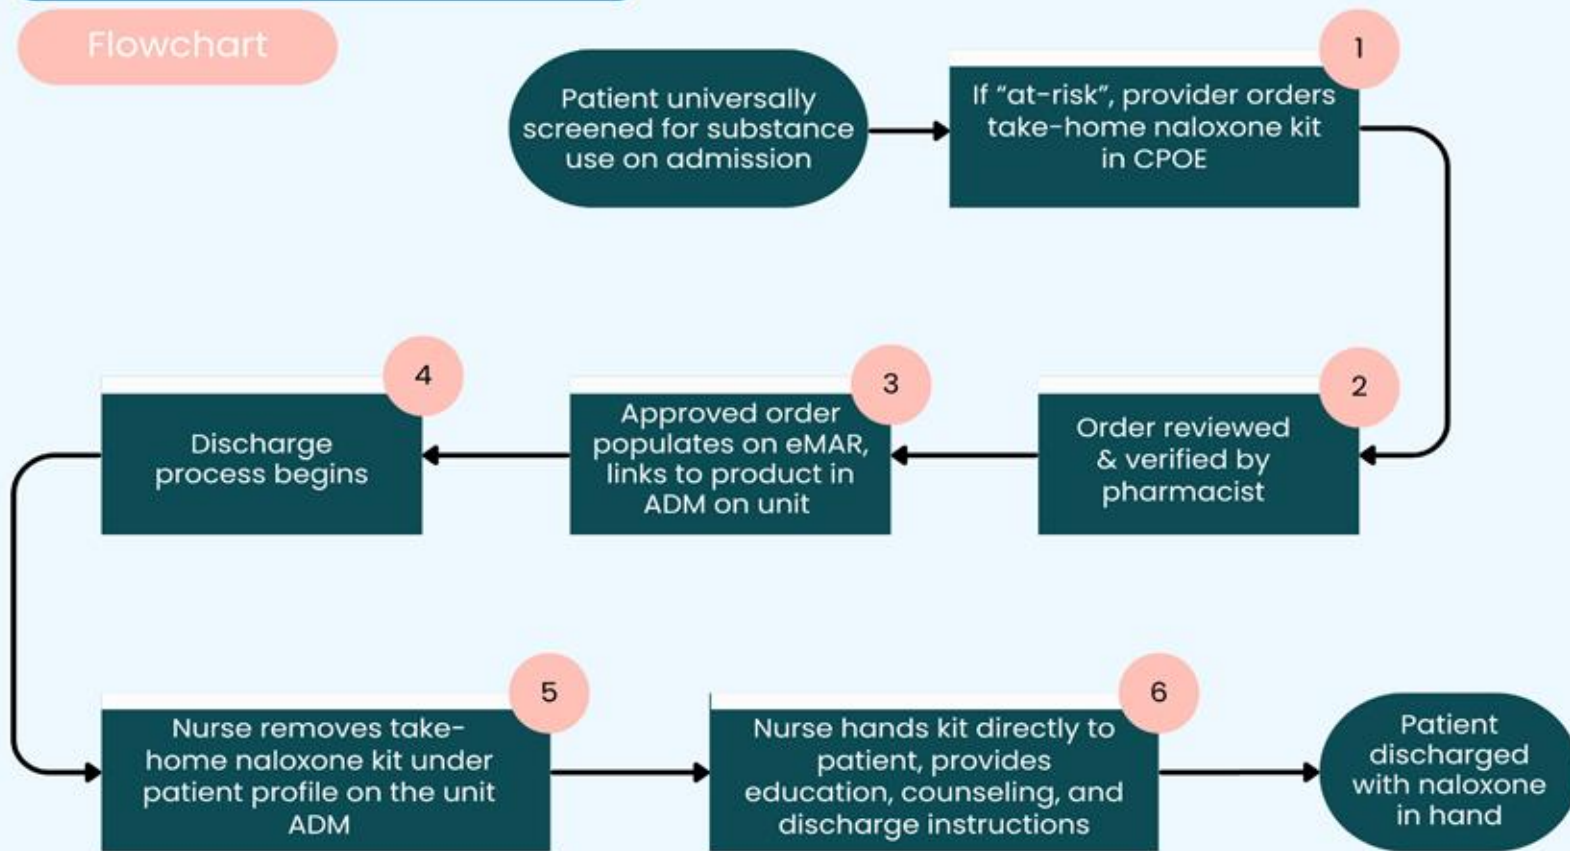 Flowchart
Patient universally
screened for substance
use on admission
1
If “at-risk”, provider orders
take-home naloxone kit
in CPOE
2
Order reviewed
& verified by
pharmacist
3
Approved order
populates on eMAR,
links to product in
ADM on unit
4
Discharge
process begins
5
Nurse removes take-
home naloxone kit under
patient profile on the unit
ADM
6
Nurse hands kit directly to
patient, provides
education, counseling, and
discharge instructions
Patient
discharged
with naloxone
in hand